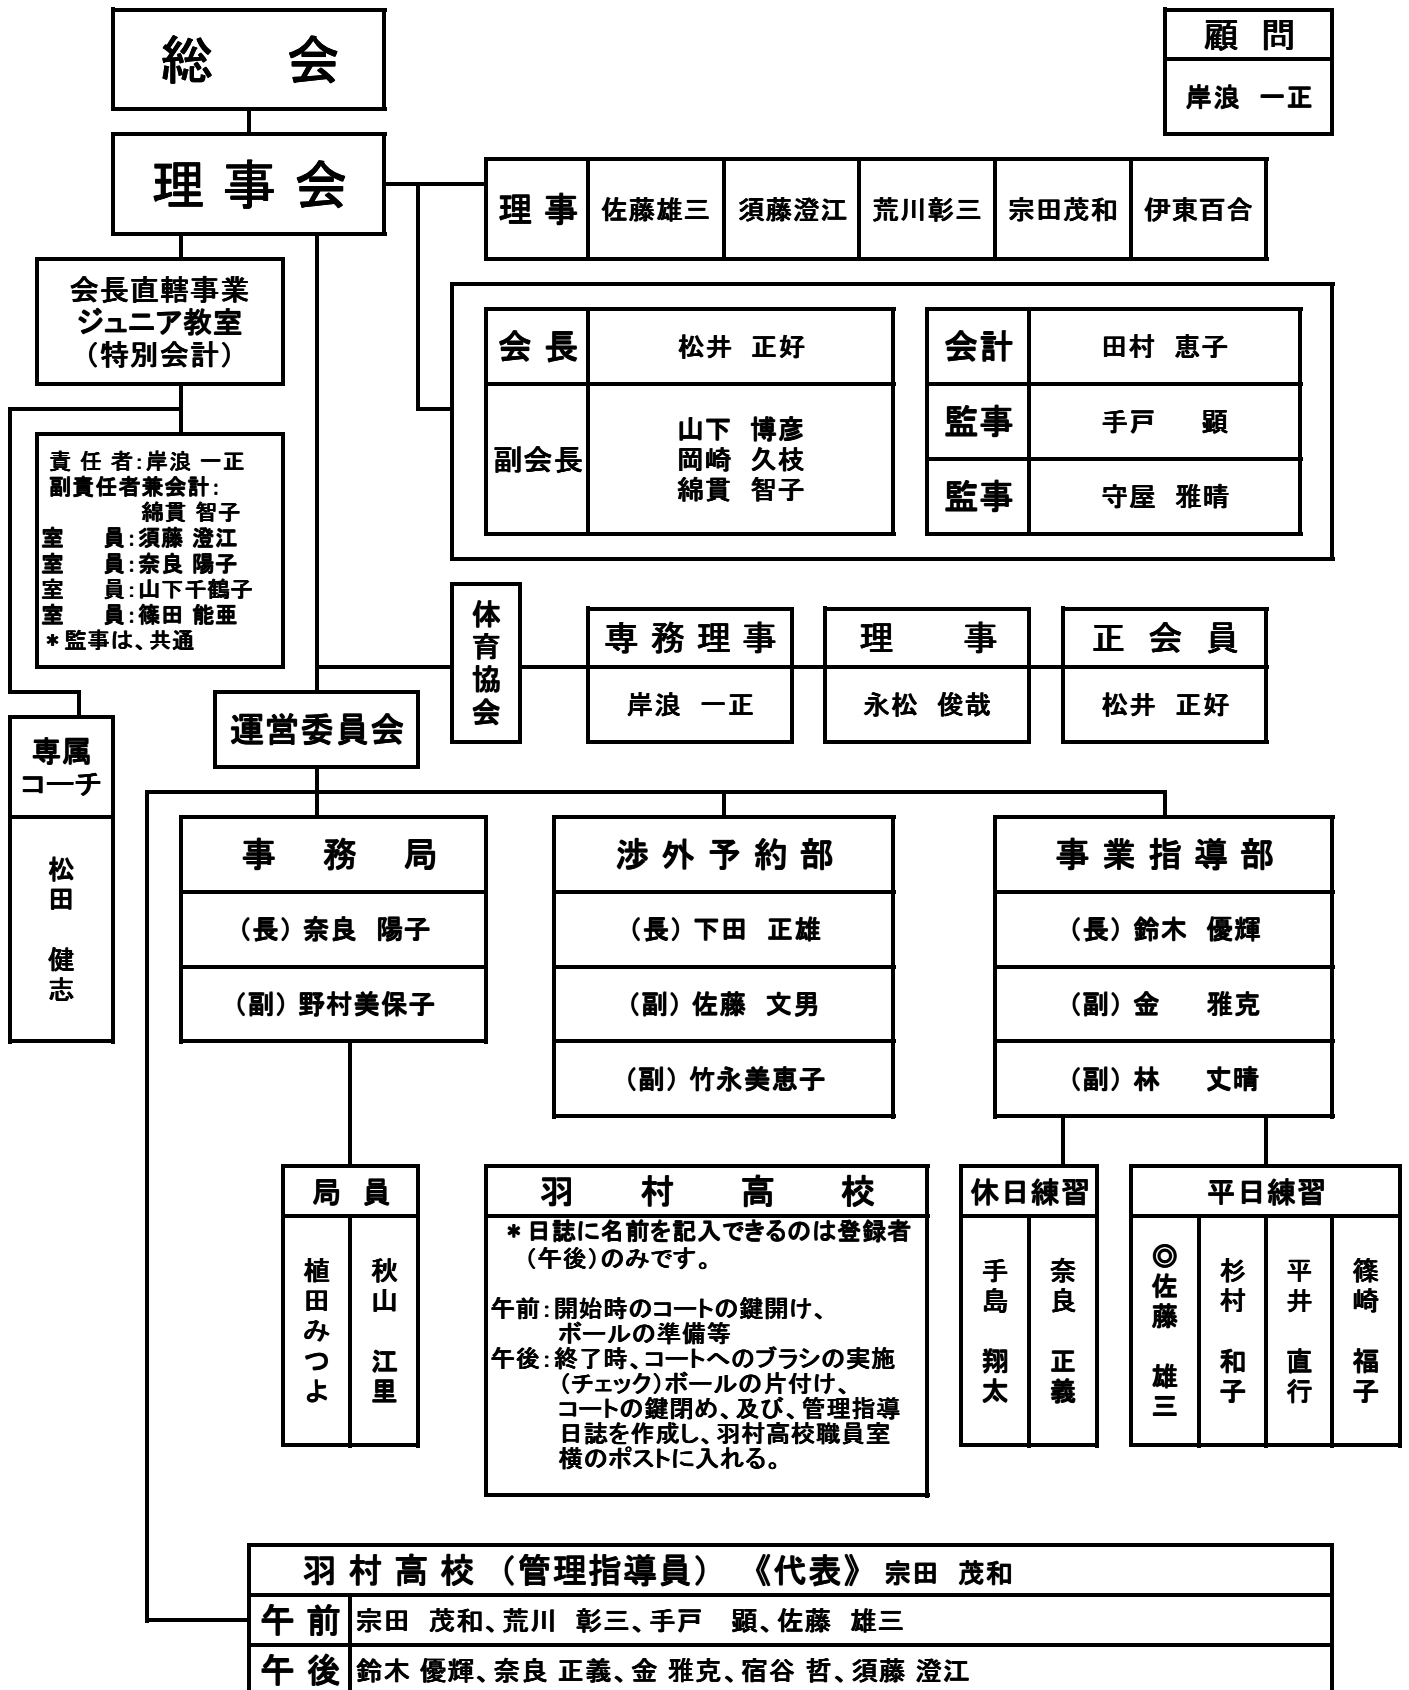 総　会
顧 問
岸浪 一正
理 事 会
理 事 佐藤雄三 須藤澄江 荒川彰三 宗田茂和 伊東百合
会長直轄事業
ジュニア教室
（特別会計）
会 長 松井 正好
副会長
山下 博彦
岡崎 久枝
綿貫 智子
会計 田村 恵子
監事 手戸　顕
監事 守屋 雅晴
責 任 者：岸浪 一正
副責任者兼会計：
綿貫 智子
室　員：須藤 澄江
室　員：奈良 陽子
室　員：山下千鶴子
室　員：篠田 能亜
＊監事は、共通
体育協会
専 務 理 事
岸浪 一正
理　事
永松 俊哉
正 会 員
松井 正好
運営委員会
専属
コーチ
松田　健志
事 務 局
（長）奈良 陽子
（副）野村美保子
渉 外 予 約 部
（長）下田 正雄
（副）佐藤 文男
（副）竹永美恵子
事 業 指 導 部
（長）鈴木 優輝
（副）金　雅克
（副）林　丈晴
局 員
植田みつよ
秋山　江里
羽 村 高 校
＊日誌に名前を記入できるのは登録者
（午後）のみです。
午前：開始時のコートの鍵開け、
ボールの準備等
午後：終了時、コートへのブラシの実施
（チェック）ボールの片付け、
コートの鍵閉め、及び、管理指導
日誌を作成し、羽村高校職員室
横のポストに入れる。
休日練習
手島　翔太
奈良　正義
平日練習
◎佐藤　雄三
杉村　和子
平井　直行
篠崎　福子
羽 村 高 校 （管理指導員） 《代表》 宗田 茂和
午 前 宗田 茂和、荒川 彰三、手戸　顕、佐藤 雄三
午 後 鈴木 優輝、奈良 正義、金 雅克、宿谷 哲、須藤 澄江